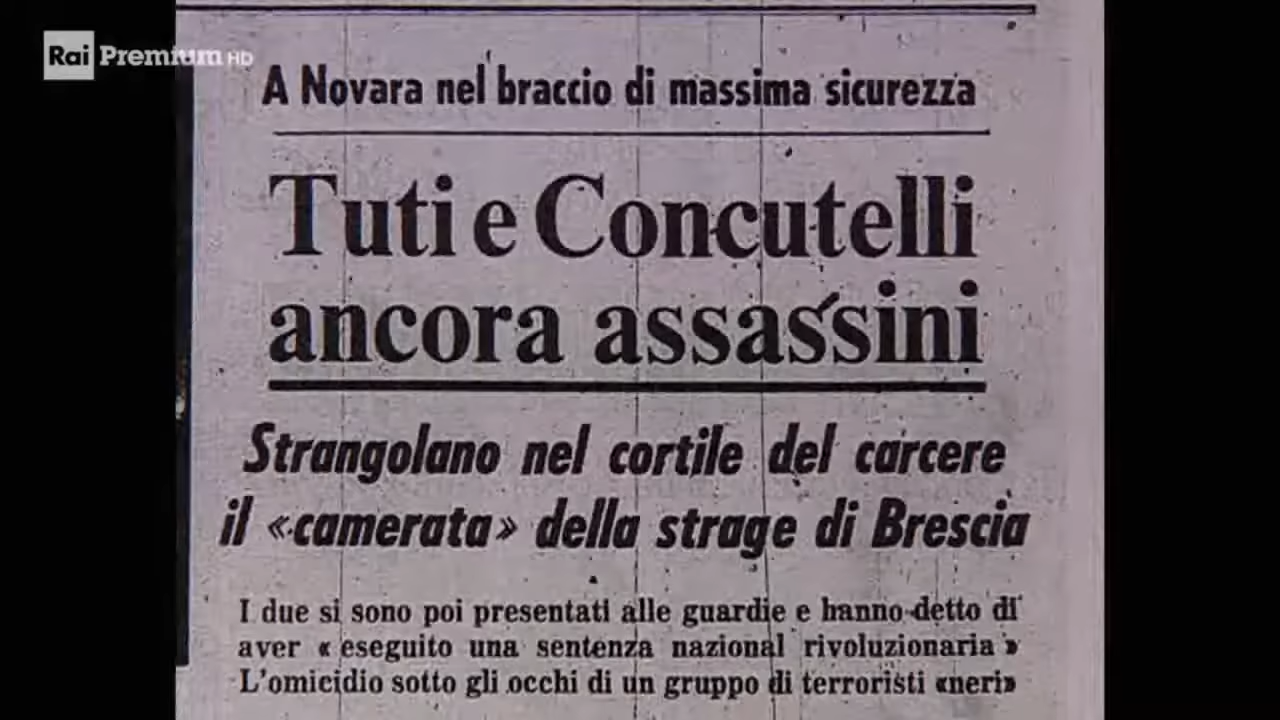 Rai Premium HD
A Novara nel braccio di massima sicurezza
Tuti e Concutelli
ancora assassini
Strangolano nel cortile del carcere
il «camerata» della strage di Brescia
I due si sono poi presentati alle guardie e hanno detto di
aver « eseguito una sentenza nazional rivoluzionaria »
L'omicidio sotto gli occhi di un gruppo di terroristi «neri»